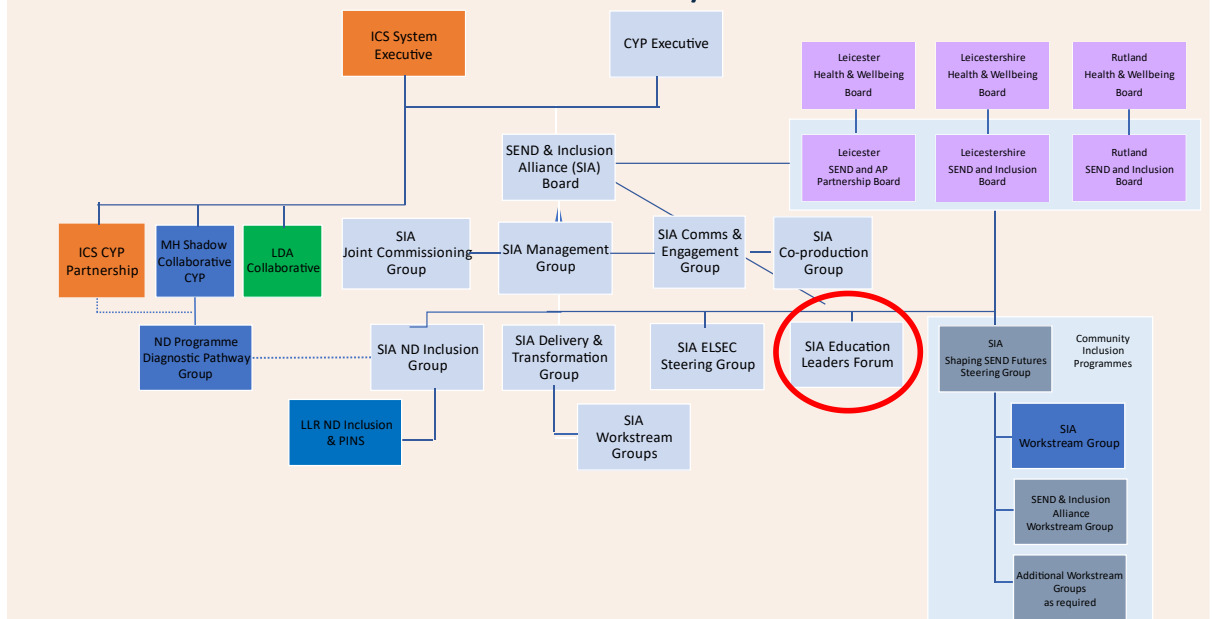 ICS System
Executive
CYP Executive
Leicester
Health & Wellbeing
Board
Leicestershire
Health & Wellbeing
Board
Rutland
Health & Wellbeing
Board
SEND & Inclusion
Alliance (SIA)
Board
Leicester
SEND and AP
Partnership Board
Leicestershire
SEND and Inclusion
Board
Rutland
SEND and Inclusion
Board
ICS CYP
Partnership
MH Shadow
Collaborative
CYP
LDA
Collaborative
SIA
Joint Commissioning
Group
SIA Management
Group
SIA Comms &
Engagement
Group
SIA
Co-production
Group
ND Programme
Diagnostic Pathway
Group
SIA ND Inclusion
Group
SIA Delivery &
Transformation
Group
SIA ELSEC
Steering Group
SIA Education
Leaders Forum
SIA
Shaping SEND Futures
Steering Group
Community
Inclusion
Programmes
LLR ND Inclusion
& PINS
SIA
Workstream
Groups
SIA
Workstream Group
SEND & Inclusion
Alliance
Workstream Group
Additional Workstream
Groups
as required